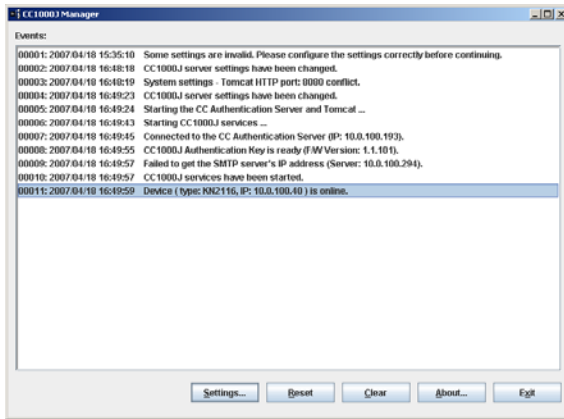 CC1000J Manager
Events:
00001: 2007/04/18 15:35:10 Some settings are invalid. Please configure the settings correctly before continuing.
00002: 2007/04/18 16:48:18 CC1000J server settings have been changed.
00003: 2007/04/18 16:48:19 System settings - Tomcat HTTP port: 8080 conflict.
00004: 2007/04/18 16:49:23 CC1000J server settings have been changed.
00005: 2007/04/18 16:49:24 Starting the CC Authentication Server and Tomcat ...
00006: 2007/04/18 16:49:43 Starting CC1000J services ...
00007: 2007/04/18 16:49:45 Connected to the CC Authentication Server (IP: 10.0.100.193).
00008: 2007/04/18 16:49:55 CC1000J Authentication Key is ready (F/W Version: 1.1.101).
00009: 2007/04/18 16:49:57 Failed to get the SMTP server's IP address (Server: 10.0.100.294).
00010: 2007/04/18 16:49:57 CC1000J services have been started.
00011: 2007/04/18 16:49:59 Device ( type: KN2116, IP: 10.0.100.40 ) is online.
Settings... Reset Clear About... Exit